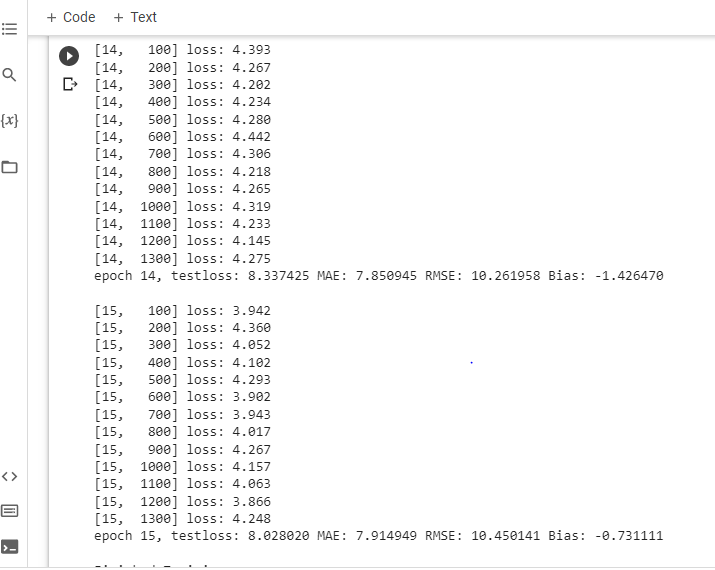 + Code + Text
{x}
[14,   100] loss: 4.393
[14,   200] loss: 4.267
[14,   300] loss: 4.202
[14,   400] loss: 4.234
[14,   500] loss: 4.280
[14,   600] loss: 4.442
[14,   700] loss: 4.306
[14,   800] loss: 4.218
[14,   900] loss: 4.265
[14,  1000] loss: 4.319
[14,  1100] loss: 4.233
[14,  1200] loss: 4.145
[14,  1300] loss: 4.275
epoch 14, testloss: 8.337425 MAE: 7.850945 RMSE: 10.261958 Bias: -1.426470
[15,   100] loss: 3.942
[15,   200] loss: 4.360
[15,   300] loss: 4.052
[15,   400] loss: 4.102
[15,   500] loss: 4.293
[15,   600] loss: 3.902
[15,   700] loss: 3.943
[15,   800] loss: 4.017
[15,   900] loss: 4.267
[15,  1000] loss: 4.157
[15,  1100] loss: 4.063
[15,  1200] loss: 3.866
[15,  1300] loss: 4.248
epoch 15, testloss: 8.028020 MAE: 7.914949 RMSE: 10.450141 Bias: -0.731111